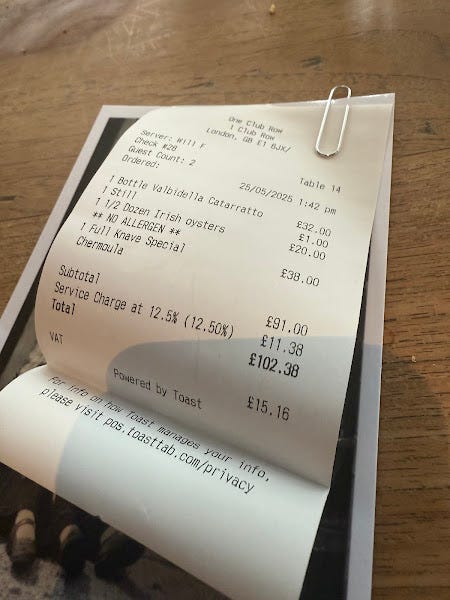 One Club Row
1 Club Row
London, GB E1 6JX/
Server: Will F
Check #28
Table 14
Guest Count: 2
Ordered:
25/05/2025 1:42 pm
1 Bottle Valbidella Catarratto £32.00
1 Still £1.00
1 1/2 Dozen Irish oysters £20.00
** NO ALLERGEN **
1 Full Knave Special £38.00
Chermoula
Subtotal £91.00
Service Charge at 12.5% (12.50%) £11.38
Total £102.38
VAT £15.16
Powered by Toast
For info on how Toast manages your info,
please visit pos.toasttab.com/privacy